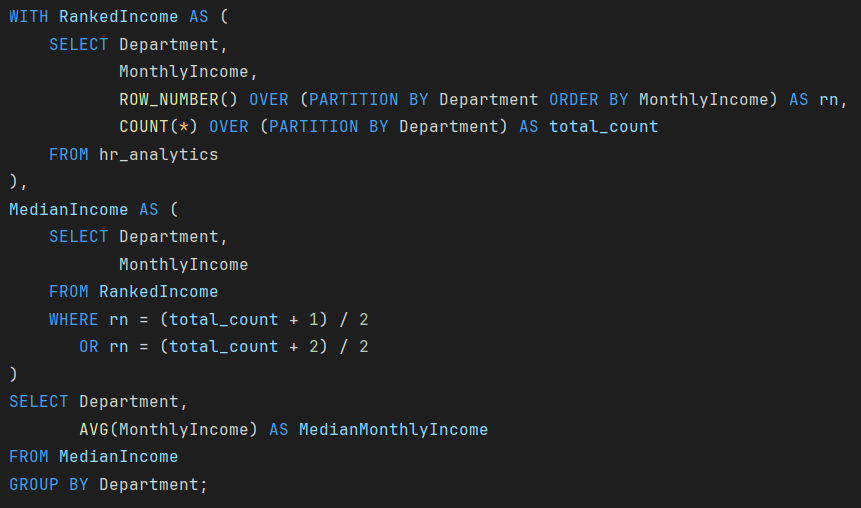 WITH RankedIncome AS (
    SELECT Department,
           MonthlyIncome,
           ROW_NUMBER() OVER (PARTITION BY Department ORDER BY MonthlyIncome) AS rn,
           COUNT(*) OVER (PARTITION BY Department) AS total_count
    FROM hr_analytics
),
MedianIncome AS (
    SELECT Department,
           MonthlyIncome
    FROM RankedIncome
    WHERE rn = (total_count + 1) / 2
       OR rn = (total_count + 2) / 2
)
SELECT Department,
       AVG(MonthlyIncome) AS MedianMonthlyIncome
FROM MedianIncome
GROUP BY Department;